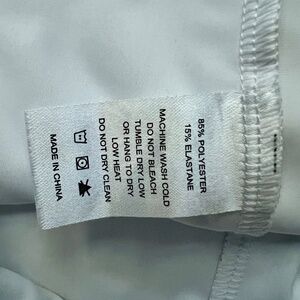 85% POLYESTER
15% ELASTANE
MACHINE WASH COLD
DO NOT BLEACH
TUMBLE DRY LOW
OR HANG TO DRY
LOW HEAT
DO NOT DRY CLEAN
MADE IN CHINA